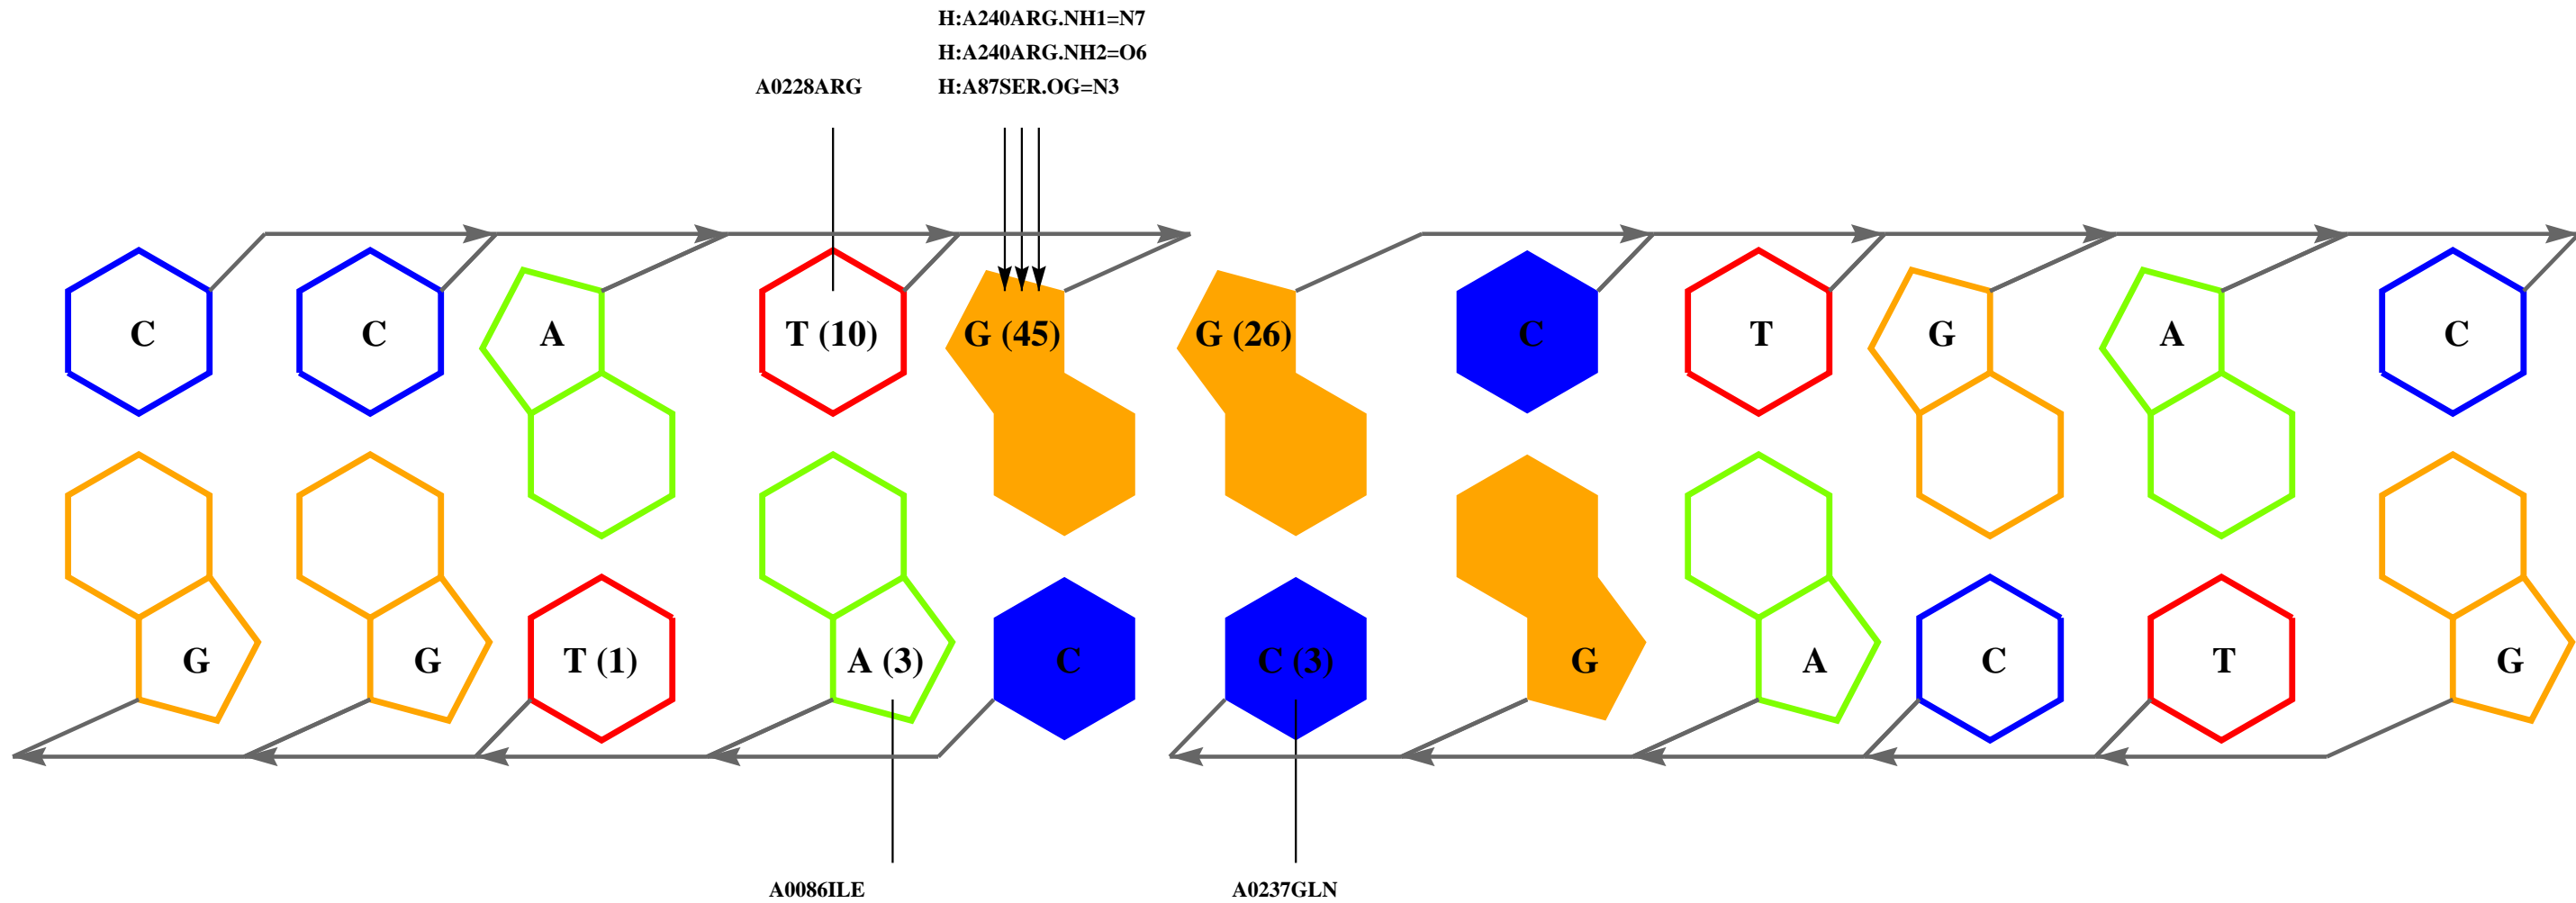 H:A240ARG.NH1=N7
H:A240ARG.NH2=O6
A0228ARG H:A87SER.OG=N3
C C A T (10) G (45) G (26) C T G A C
G G T (1) A (3) C C (3) G A C T G
A0086ILE A0237GLN